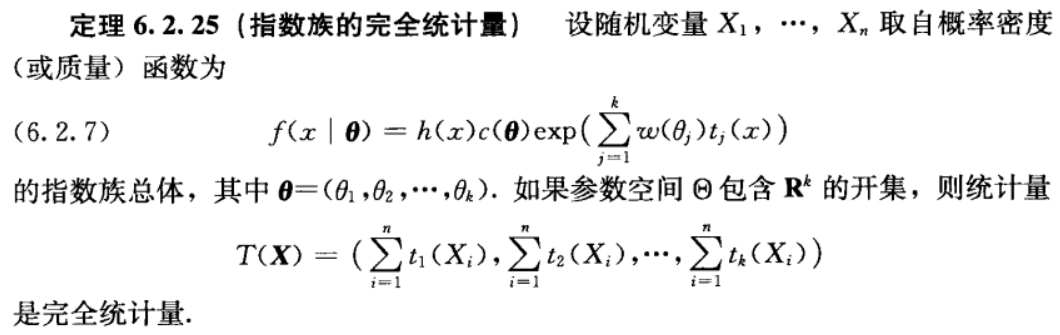 定理 6.2.25 (指数族的完全统计量) 设随机变量 X₁, ⋯, Xₙ 取自概率密度
(或质量) 函数为
(6.2.7) f(x | θ) = h(x)c(θ)exp(∑_{j=1}^{k} w(θⱼ)tⱼ(x))
的指数族总体, 其中 θ=(θ₁,θ₂,⋯,θₖ). 如果参数空间 Θ 包含 Rᵏ 的开集, 则统计量
T(X) = (∑_{i=1}^{n} t₁(Xᵢ), ∑_{i=1}^{n} t₂(Xᵢ), ⋯, ∑_{i=1}^{n} tₖ(Xᵢ))
是完全统计量.